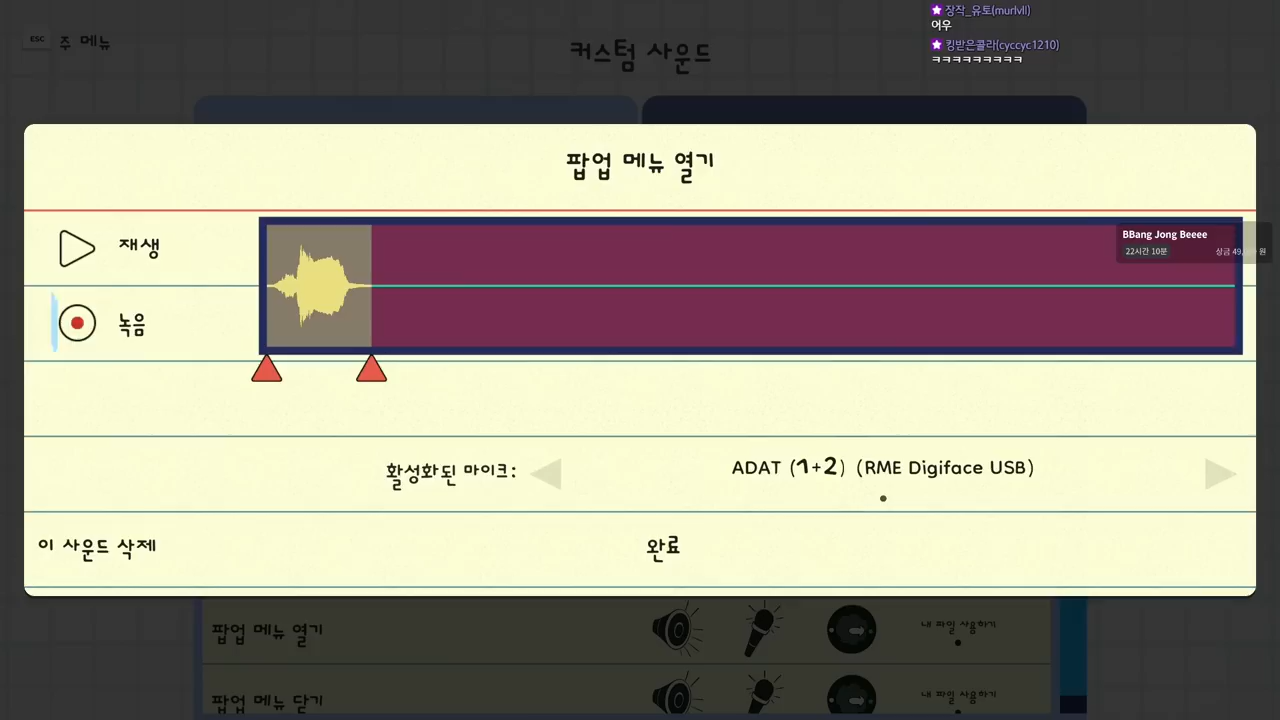 장작_유토(murlvll)
어우
킹받은콜라(cyccyc1210)
ㅋㅋㅋㅋㅋㅋㅋㅋㅋ
ESC 주 메뉴
커스텀 사운드
팝업 메뉴 열기
재생
BBang Jong Beeee
22시간 10분
녹음
활성화된 마이크:
ADAT (1+2) (RME Digiface USB)
이 사운드 삭제
완료
팝업 메뉴 열기
내 파일 사용하기
팝업 메뉴 닫기
내 파일 사용하기